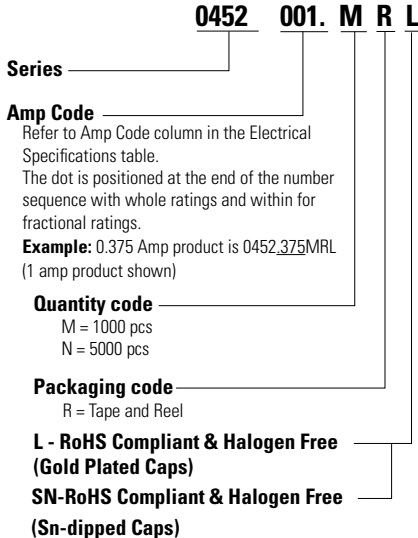 0452 001. M R L
Series
Amp Code
Refer to Amp Code column in the Electrical
Specifications table.
The dot is positioned at the end of the number
sequence with whole ratings and within for
fractional ratings.
Example: 0.375 Amp product is 0452.375MRL
(1 amp product shown)
Quantity code
M = 1000 pcs
N = 5000 pcs
Packaging code
R = Tape and Reel
L - RoHS Compliant & Halogen Free
(Gold Plated Caps)
SN-RoHS Compliant & Halogen Free
(Sn-dipped Caps)